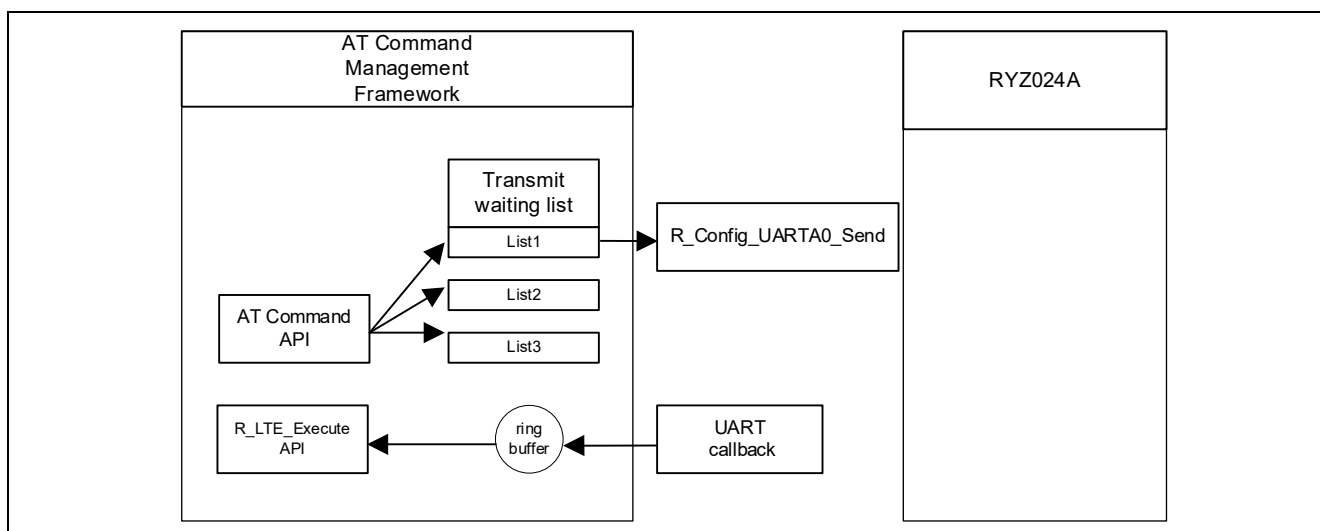 AT Command
Management
Framework
RYZ024A
Transmit
waiting list
List1
R_Config_UARTA0_Send
List2
AT Command
API
List3
R_LTE_Execute
API
ring
buffer
UART
callback